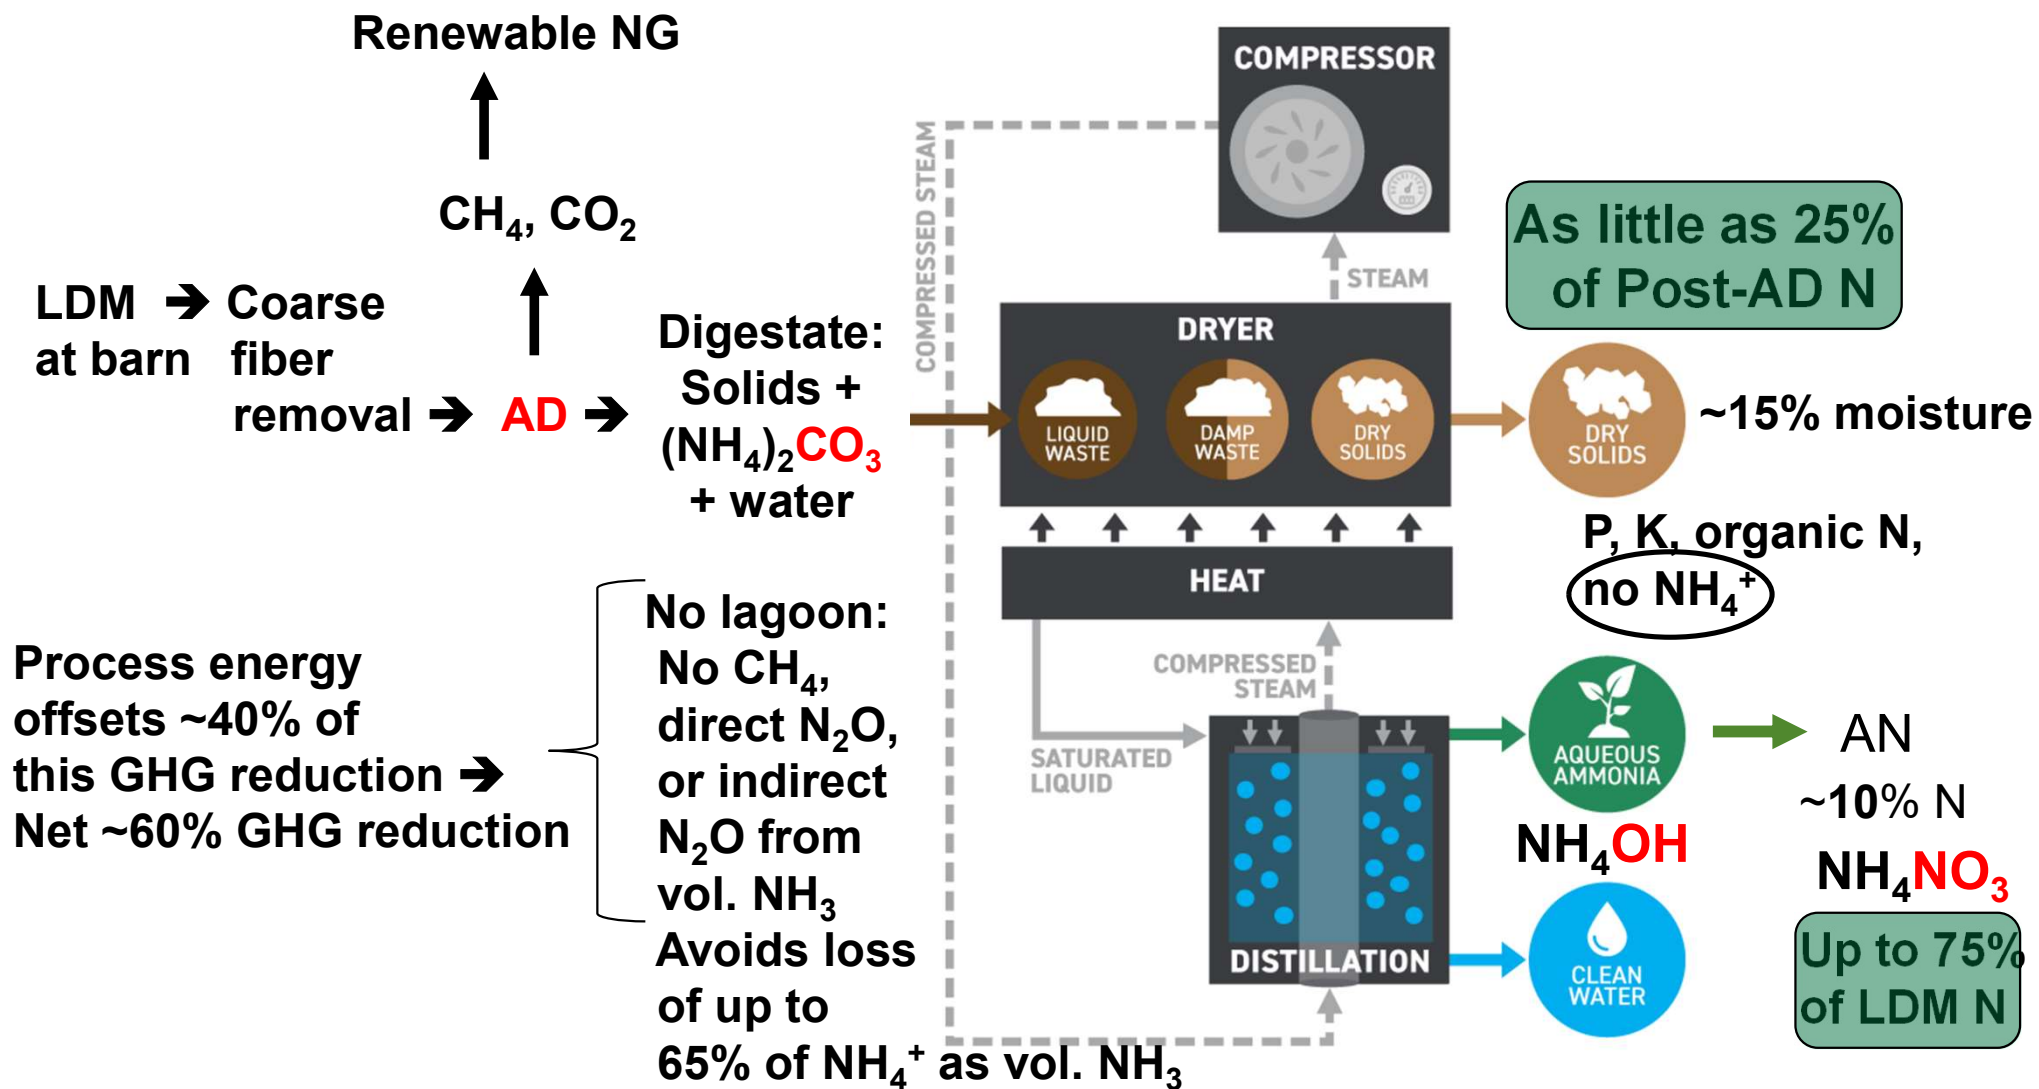 Renewable NG
CH₄, CO₂
LDM ➔ Coarse
at barn fiber
removal ➔ AD ➔
Digestate:
Solids +
(NH₄)₂CO₃
+ water
Process energy
offsets ~40% of
this GHG reduction ➔
Net ~60% GHG reduction
No lagoon:
No CH₄,
direct N₂O,
or indirect
N₂O from
vol. NH₃
Avoids loss
of up to
65% of NH₄⁺ as vol. NH₃
COMPRESSED STEAM
COMPRESSOR
STEAM
DRYER
LIQUID
WASTE
DAMP
WASTE
DRY
SOLIDS
HEAT
COMPRESSED
STEAM
SATURATED
LIQUID
DISTILLATION
As little as 25%
of Post-AD N
DRY
SOLIDS
~15% moisture
P, K, organic N,
no NH₄⁺
AQUEOUS
AMMONIA
NH₄OH
CLEAN
WATER
AN
~10% N
NH₄NO₃
Up to 75%
of LDM N